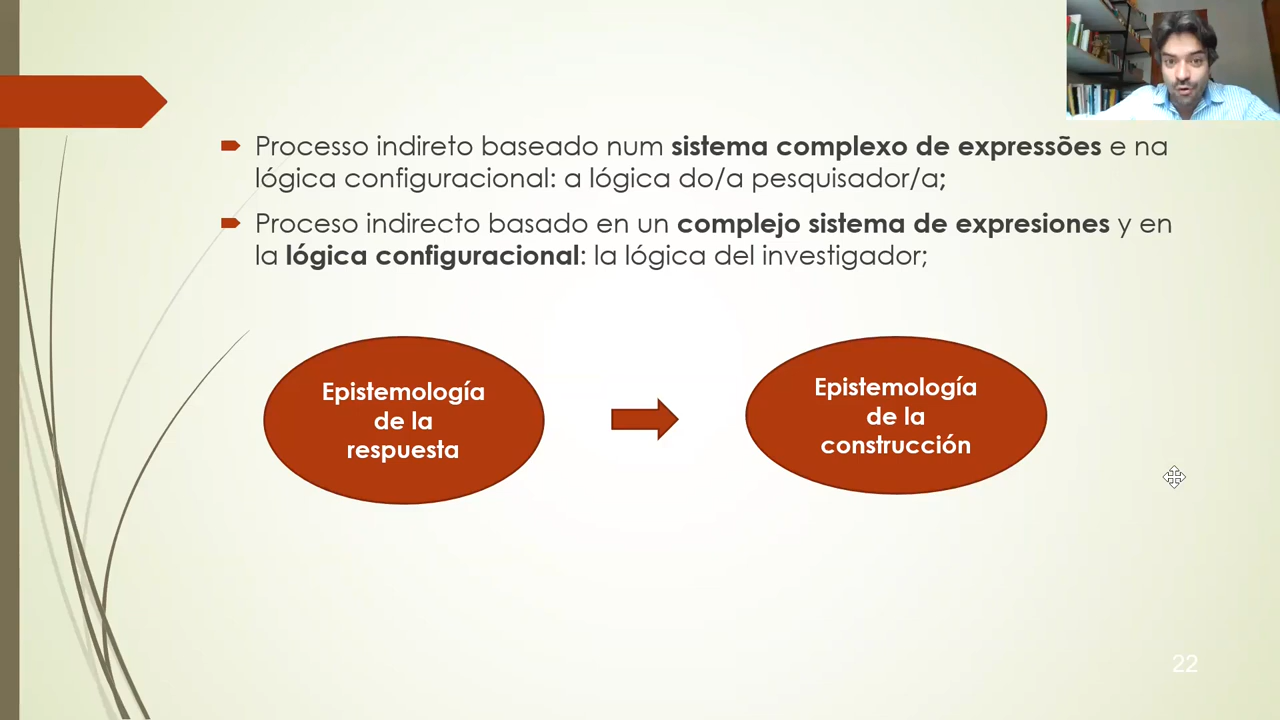 Processo indireto baseado num sistema complexo de expressões e na
lógica configuracional: a lógica do/a pesquisador/a;
Proceso indirecto basado en un complejo sistema de expresiones y en
la lógica configuracional: la lógica del investigador;
Epistemología
de la
respuesta
Epistemología
de la
construcción
22